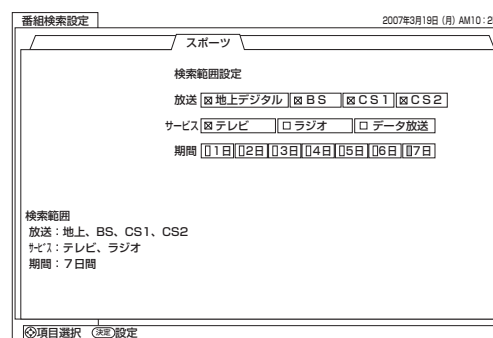 番組検索設定 2007年3月19日 (月) AM10:2
スポーツ
検索範囲設定
放送 地上デジタル BS CS1 CS2
サービス テレビ ラジオ データ放送
期間 1日 2日 3日 4日 5日 6日 7日
検索範囲
放送：地上、BS、CS1、CS2
ｻｰﾋﾞｽ：テレビ、ラジオ
期間：7日間
項目選択 決定 設定